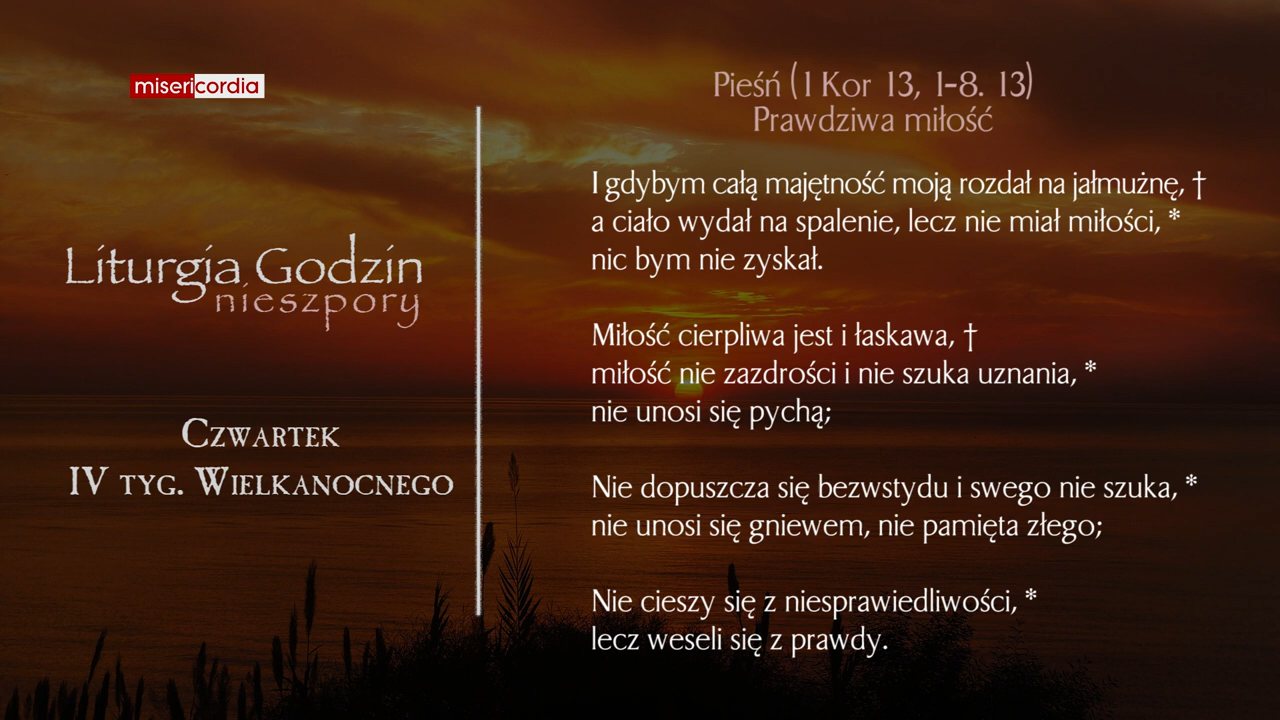 misericordia
Liturgia Godzin
nieszpory
Czwartek
IV tyg. Wielkanocnego
Pieśń (1 Kor 13, 1-8. 13)
Prawdziwa miłość
I gdybym całą majętność moją rozdał na jałmużnę, †
a ciało wydał na spalenie, lecz nie miał miłości, *
nic bym nie zyskał.
Miłość cierpliwa jest i łaskawa, †
miłość nie zazdrości i nie szuka uznania, *
nie unosi się pychą;
Nie dopuszcza się bezwstydu i swego nie szuka, *
nie unosi się gniewem, nie pamięta złego;
Nie cieszy się z niesprawiedliwości, *
lecz weseli się z prawdy.